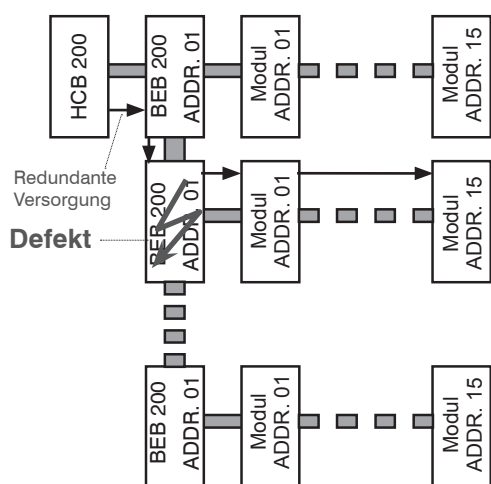 HCB 200
BEB 200
ADDR. 01
Modul
ADDR. 01
Modul
ADDR. 15
Redundante
Versorgung
Defekt
BEB 200
ADDR. 01
Modul
ADDR. 01
Modul
ADDR. 15
BEB 200
ADDR. 01
Modul
ADDR. 01
Modul
ADDR. 15